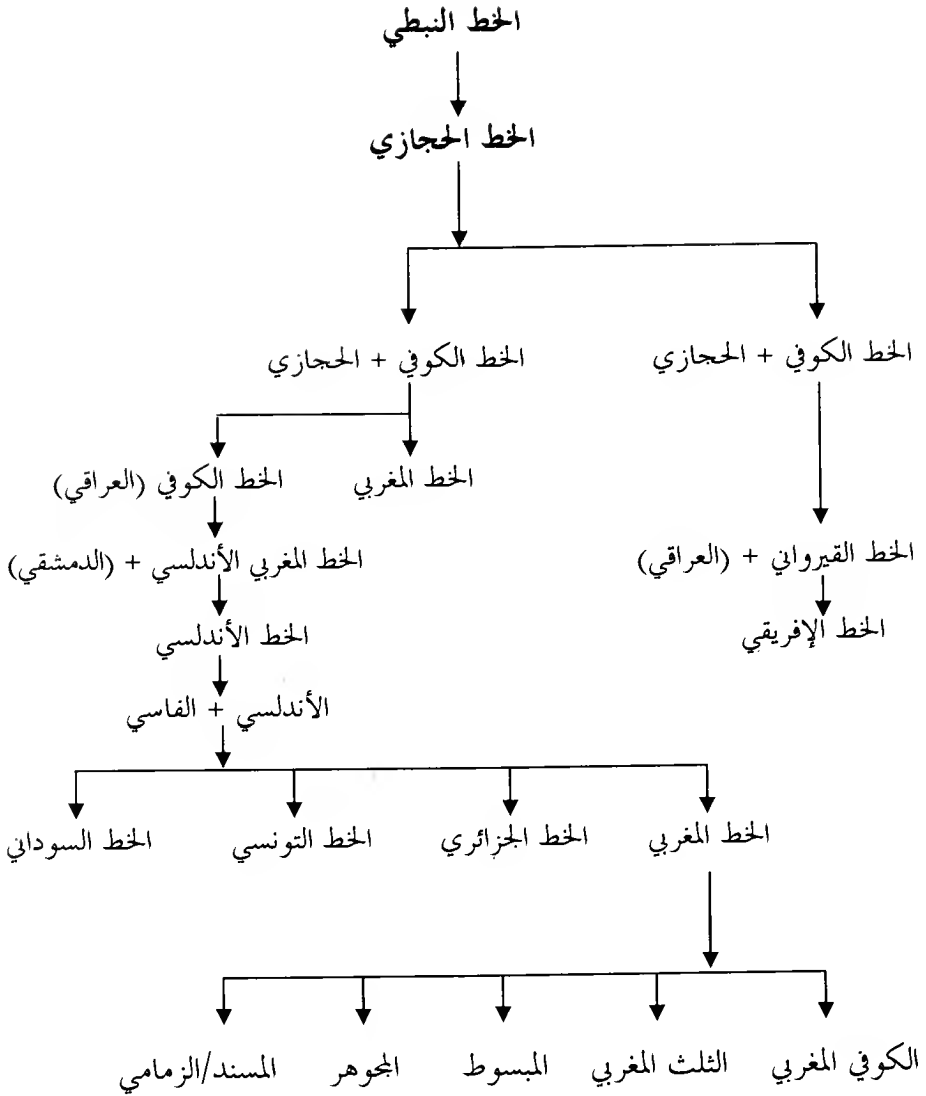 الخط النبطي
الخط الحجازي
الخط الكوفي + الحجازي
الخط الكوفي + الحجازي
الخط المغربي
الخط الكوفي (العراقي)
الخط القيرواني + (العراقي)
الخط المغربي الأندلسي + (الدمشقي)
الخط الإفريقي
الخط الأندلسي
الأندلسي + الفاسي
الخط المغربي
الخط الجزائري
الخط التونسي
الخط السوداني
الكوفي المغربي
الثلث المغربي
المبسوط
المجوهر
المسند/الزمامي